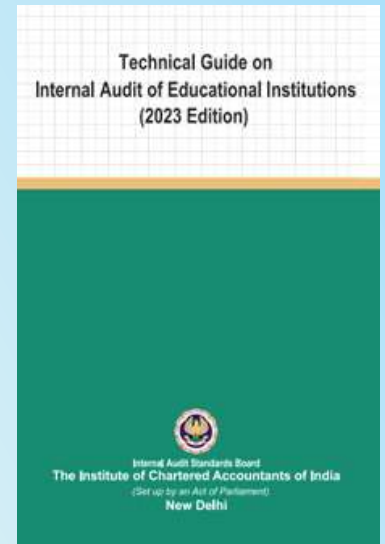 Technical Guide on
Internal Audit of Educational Institutions
(2023 Edition)
Internal Audit Standards Board
The Institute of Chartered Accountants of India
(Set up by an Act of Parliament)
New Delhi